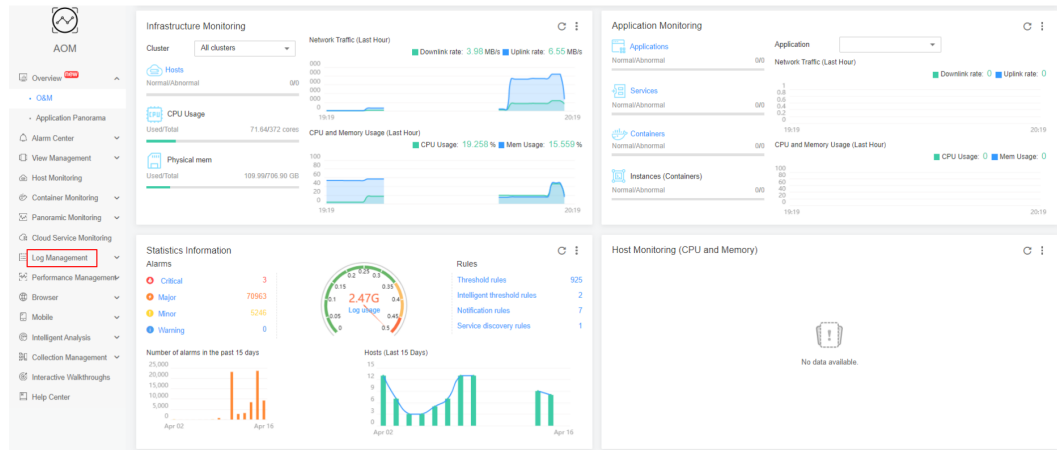 AOM
Overview new
O&M
Application Panorama
Alarm Center
View Management
Host Monitoring
Container Monitoring
Panoramic Monitoring
Cloud Service Monitoring
Log Management
Performance Management
Browser
Mobile
Intelligent Analysis
Collection Management
Interactive Walkthroughs
Help Center
Infrastructure Monitoring
Cluster All clusters
Hosts
Normal/Abnormal 0/0
CPU
CPU Usage
Used/Total 71.64/372 cores
Physical mem
Used/Total 109.99/706.90 GB
Network Traffic (Last Hour)
Downlink rate: 3.98 MB/s Uplink rate: 6.55 MB/s
000
000
000
000
000
0
19:19 20:19
CPU and Memory Usage (Last Hour)
CPU Usage: 19.258 % Mem Usage: 15.559 %
100
80
60
40
20
0
19:19 20:19
Application Monitoring
Applications
Normal/Abnormal 0/0
Services
Normal/Abnormal 0/0
Containers
Normal/Abnormal 0/0
Instances (Containers)
Normal/Abnormal 0/0
Application
Network Traffic (Last Hour)
Downlink rate: 0 Uplink rate: 0
1
0.8
0.6
0.4
0.2
0
19:19 20:19
CPU and Memory Usage (Last Hour)
CPU Usage: 0 Mem Usage: 0
100
80
60
40
20
0
19:19 20:19
Statistics Information
Alarms
Critical 3
Major 70963
Minor 5246
Warning 0
0.2 0.25 0.3
0.15 0.35
0.1 2.47G 0.4
0.05 Log usage 0.45
0 0.5
Rules
Threshold rules 925
Intelligent threshold rules 2
Notification rules 7
Service discovery rules 1
Number of alarms in the past 15 days
25,000
20,000
15,000
10,000
5,000
0
Apr 02 Apr 16
Hosts (Last 15 Days)
15
12
9
6
3
0
Apr 02 Apr 16
Host Monitoring (CPU and Memory)
No data available.